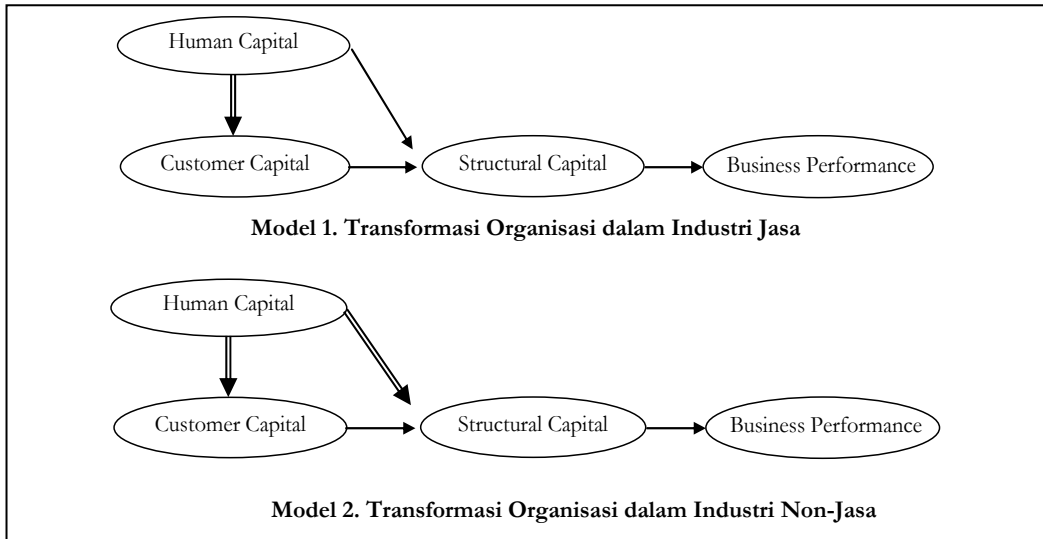 Human Capital
Customer Capital
Structural Capital
Business Performance
Model 1. Transformasi Organisasi dalam Industri Jasa
Human Capital
Customer Capital
Structural Capital
Business Performance
Model 2. Transformasi Organisasi dalam Industri Non-Jasa